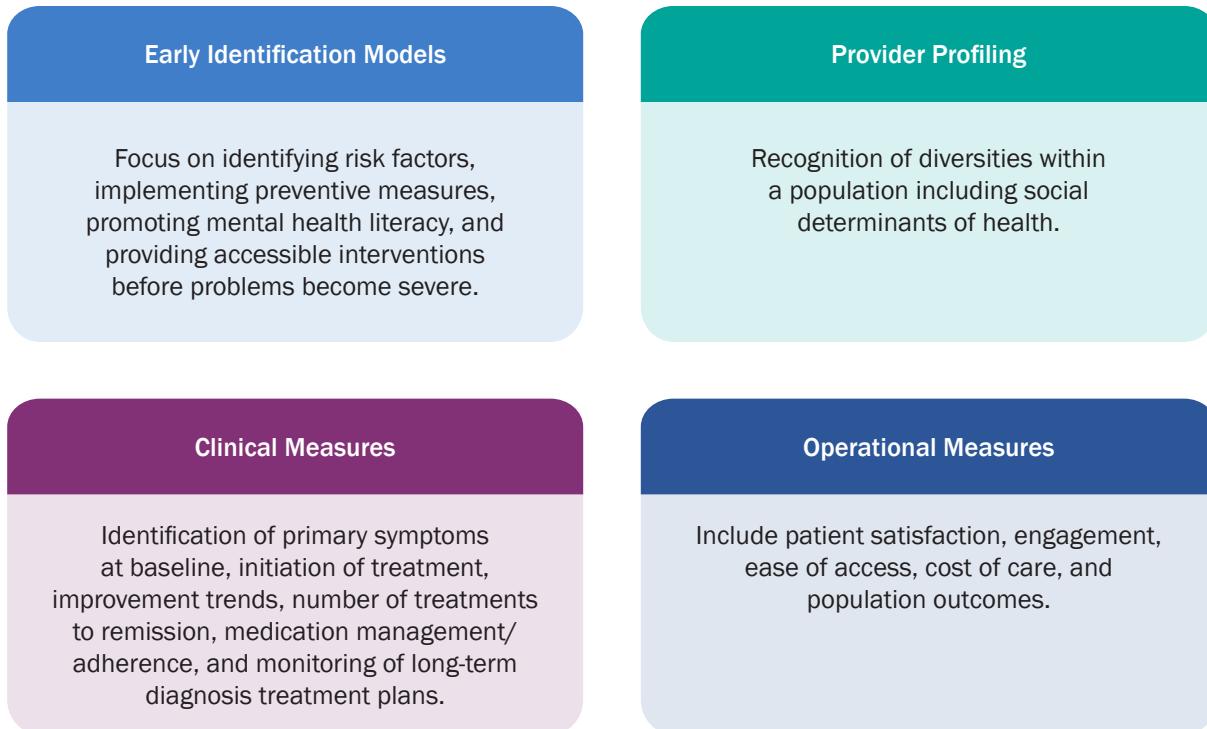 Early Identification Models
Focus on identifying risk factors,
implementing preventive measures,
promoting mental health literacy, and
providing accessible interventions
before problems become severe.
Provider Profiling
Recognition of diversities within
a population including social
determinants of health.
Clinical Measures
Identification of primary symptoms
at baseline, initiation of treatment,
improvement trends, number of treatments
to remission, medication management/
adherence, and monitoring of long-term
diagnosis treatment plans.
Operational Measures
Include patient satisfaction, engagement,
ease of access, cost of care, and
population outcomes.